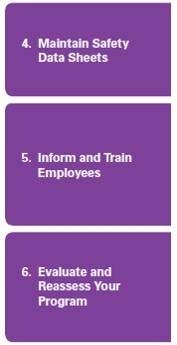 4. Maintain Safety
Data Sheets
5. Inform and Train
Employees
6. Evaluate and
Reassess Your
Program